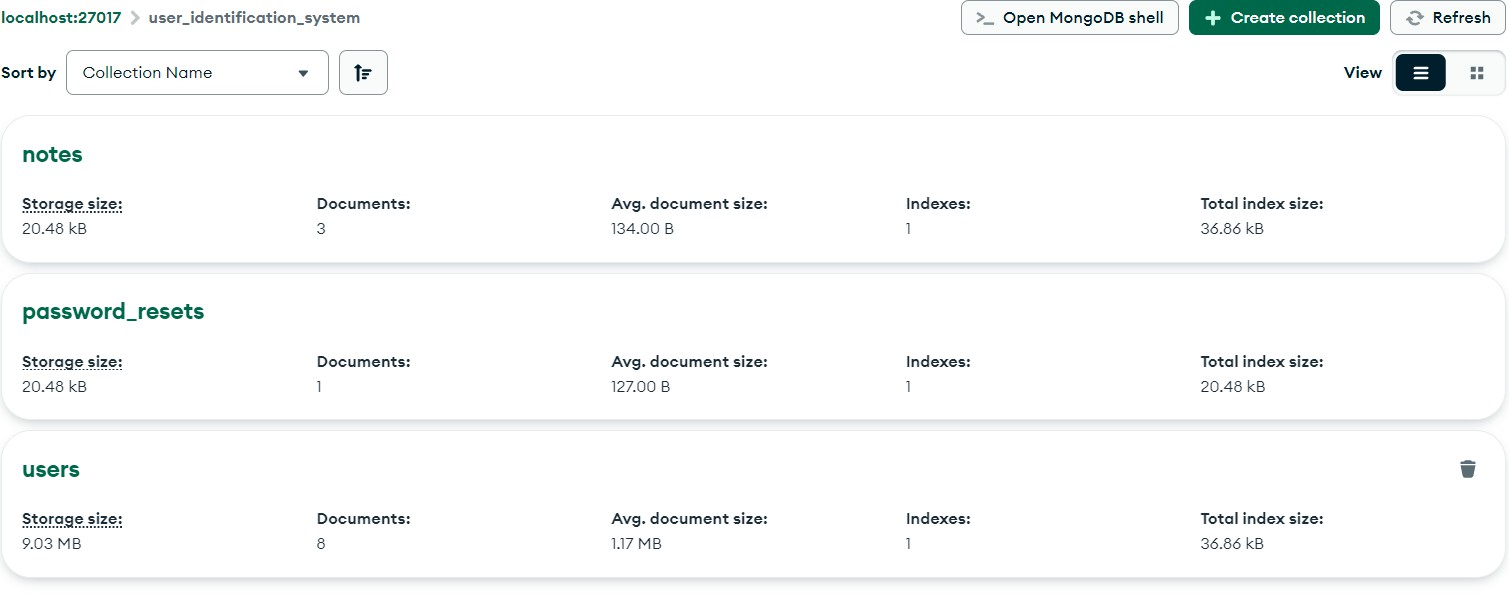 localhost:27017 > user_identification_system >_ Open MongoDB shell + Create collection Refresh
Sort by Collection Name View
notes
Storage size: Documents: Avg. document size: Indexes: Total index size:
20.48 kB 3 134.00 B 1 36.86 kB
password_resets
Storage size: Documents: Avg. document size: Indexes: Total index size:
20.48 kB 1 127.00 B 1 20.48 kB
users
Storage size: Documents: Avg. document size: Indexes: Total index size:
9.03 MB 8 1.17 MB 1 36.86 kB